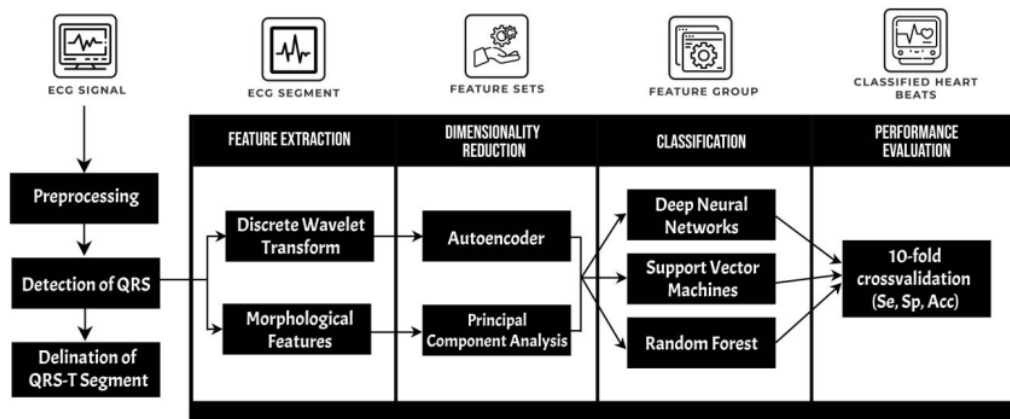 ECG SIGNAL
ECG SEGMENT
FEATURE SETS
FEATURE GROUP
CLASSIFIED HEART
BEATS
FEATURE EXTRACTION
DIMENSIONALITY
REDUCTION
CLASSIFICATION
PERFORMANCE
EVALUATION
Preprocessing
Detection of QRS
Delination of
QRS-T Segment
Discrete Wavelet
Transform
Morphological
Features
Autoencoder
Principal
Component Analysis
Deep Neural
Networks
Support Vector
Machines
Random Forest
10-fold
crossvalidation
(Se, Sp, Acc)